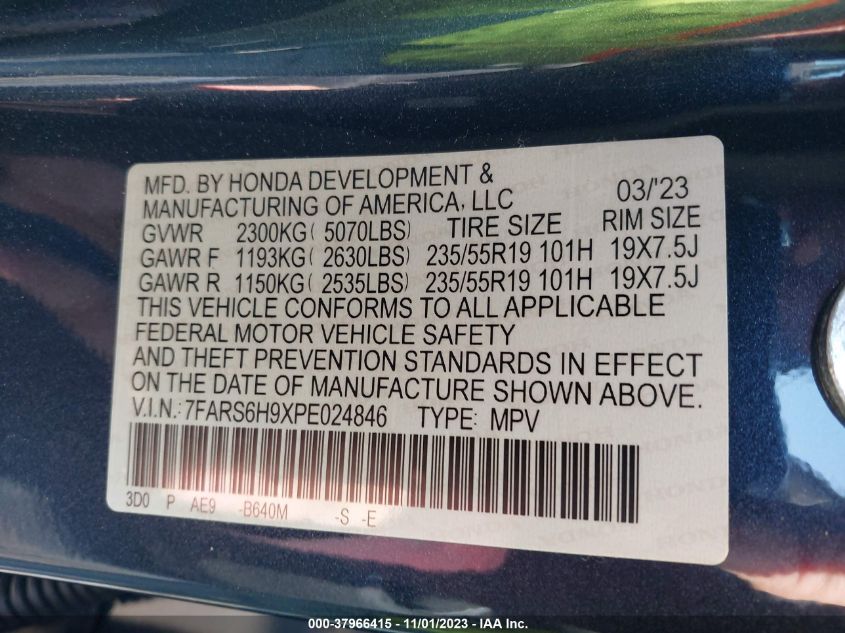 MFD. BY HONDA DEVELOPMENT &
MANUFACTURING OF AMERICA, LLC 03/'23
GVWR 2300KG( 5070LBS) TIRE SIZE RIM SIZE
GAWR F 1193KG( 2630LBS) 235/55R19 101H 19X7.5J
GAWR R 1150KG( 2535LBS) 235/55R19 101H 19X7.5J
THIS VEHICLE CONFORMS TO ALL APPLICABLE
FEDERAL MOTOR VEHICLE SAFETY
AND THEFT PREVENTION STANDARDS IN EFFECT
ON THE DATE OF MANUFACTURE SHOWN ABOVE.
V.I.N.: 7FARS6H9XPE024846 TYPE: MPV
3D0 P AE9 -B640M -S -E
000-37966415 - 11/01/2023 - IAA Inc.